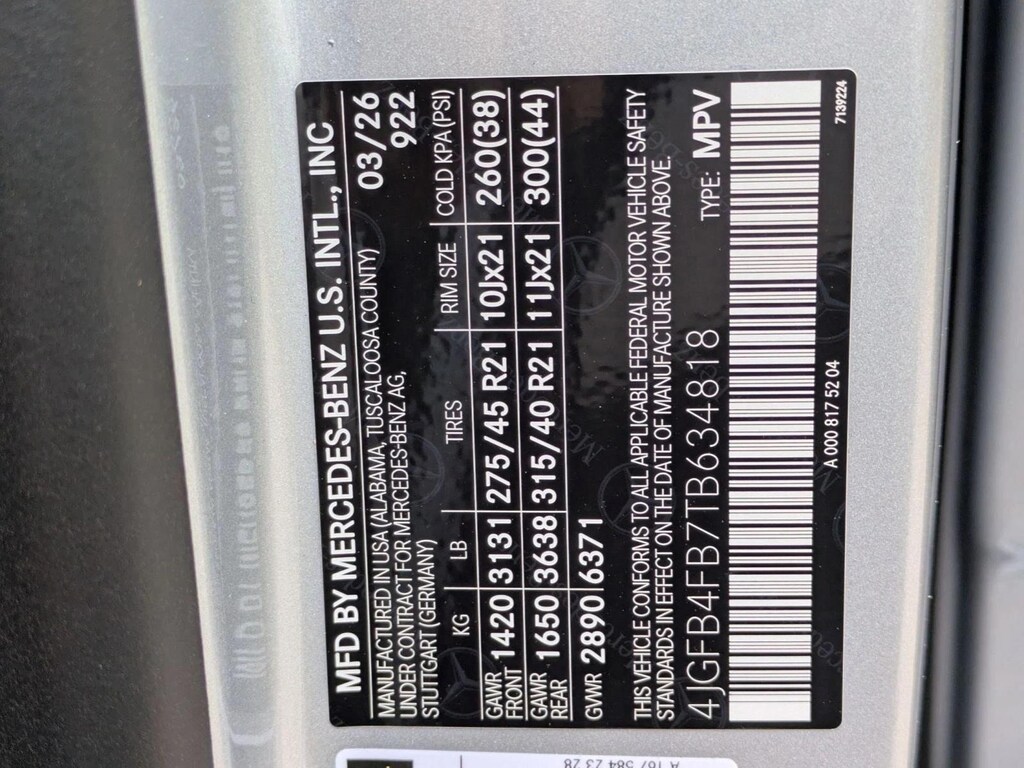 MFD BY MERCEDES-BENZ U.S. INTL., INC
MANUFACTURED IN USA (ALABAMA, TUSCALOOSA COUNTY) 03/26
UNDER CONTRACT FOR MERCEDES-BENZ AG, 922
STUTTGART (GERMANY)
KG LB TIRES RIM SIZE COLD KPA (PSI)
GAWR FRONT 1420 3131 275/45 R21 10Jx21 260(38)
GAWR REAR 1650 3638 315/40 R21 11Jx21 300(44)
GVWR 2890 6371
THIS VEHICLE CONFORMS TO ALL APPLICABLE FEDERAL MOTOR VEHICLE SAFETY
STANDARDS IN EFFECT ON THE DATE OF MANUFACTURE SHOWN ABOVE.
4JGFB4FB7TB634818 TYPE: MPV
A 000 817 52 04 7139224
A 167 584 23 28